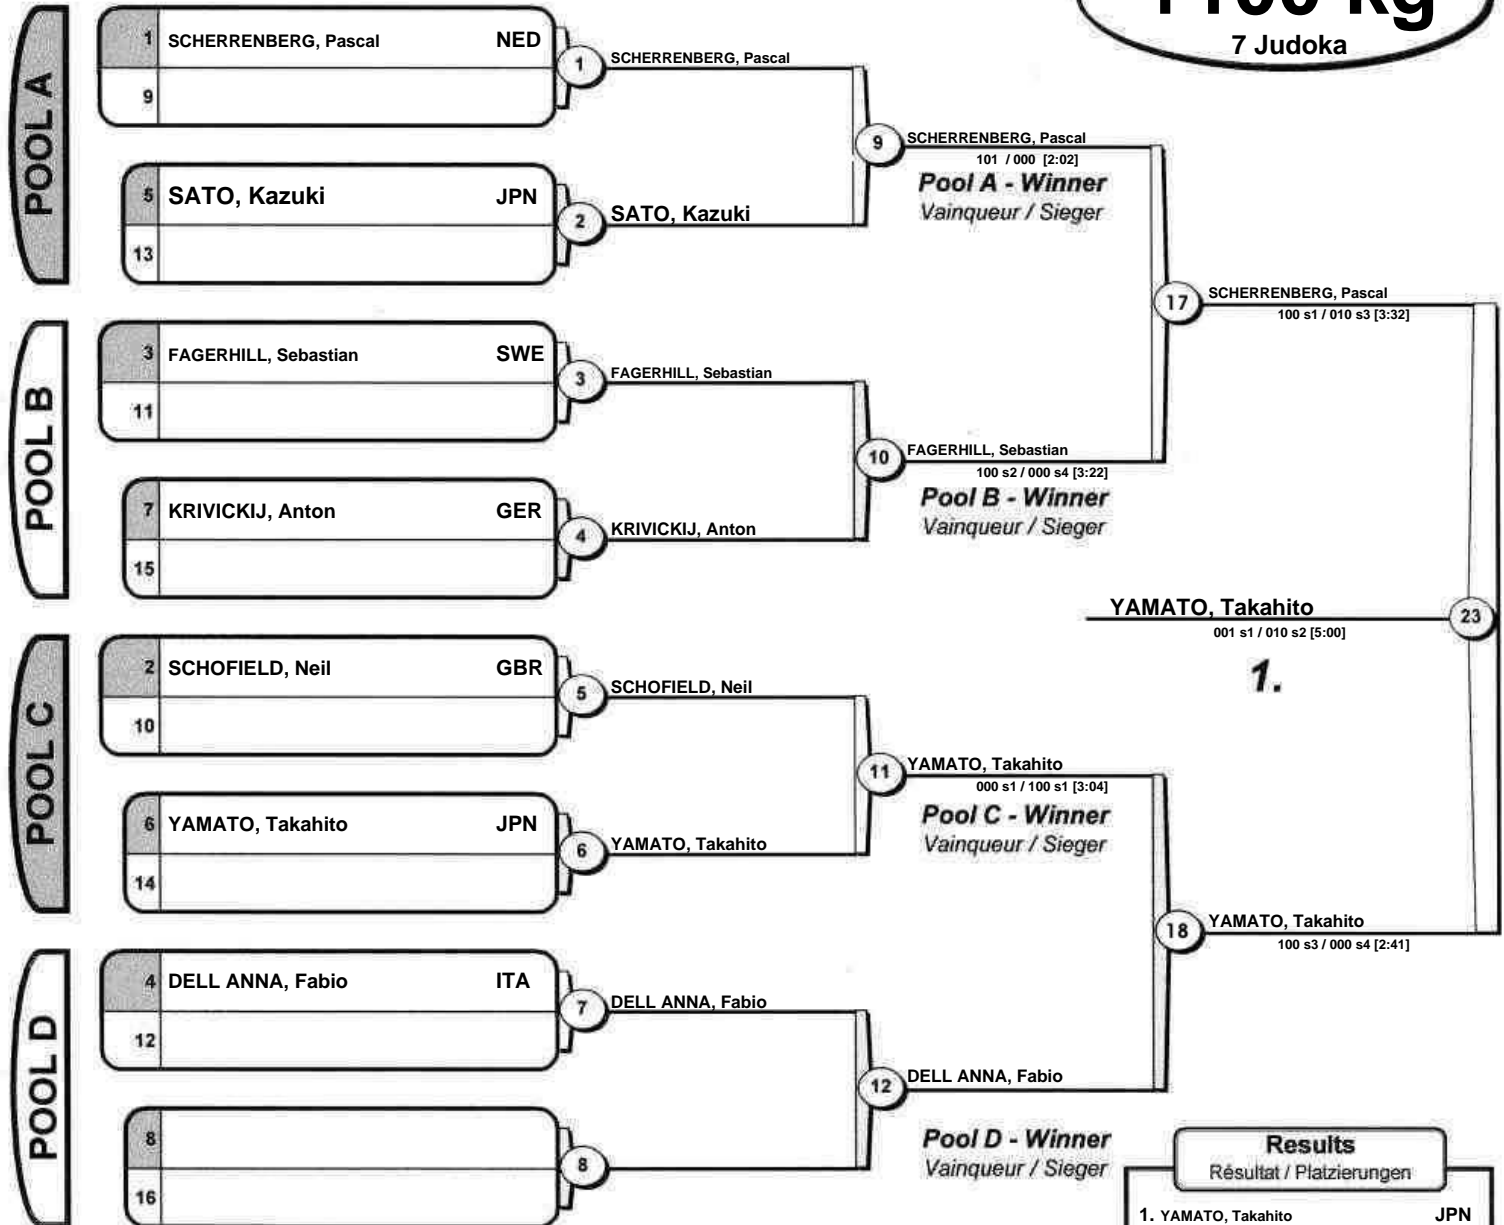 7 Judoka
POOL A
1 SCHERRENBERG, Pascal NED
9
1
SCHERRENBERG, Pascal
5 SATO, Kazuki JPN
13
2
SATO, Kazuki
9
SCHERRENBERG, Pascal
101 / 000 [2:02]
Pool A - Winner
Vainqueur / Sieger
POOL B
3 FAGERHILL, Sebastian SWE
11
3
FAGERHILL, Sebastian
7 KRIVICKIJ, Anton GER
15
4
KRIVICKIJ, Anton
10
FAGERHILL, Sebastian
100 s2 / 000 s4 [3:22]
Pool B - Winner
Vainqueur / Sieger
17
SCHERRENBERG, Pascal
100 s1 / 010 s3 [3:32]
YAMATO, Takahito
23
001 s1 / 010 s2 [5:00]
1.
POOL C
2 SCHOFIELD, Neil GBR
10
5
SCHOFIELD, Neil
6 YAMATO, Takahito JPN
14
6
YAMATO, Takahito
11
YAMATO, Takahito
000 s1 / 100 s1 [3:04]
Pool C - Winner
Vainqueur / Sieger
18
YAMATO, Takahito
100 s3 / 000 s4 [2:41]
POOL D
4 DELL ANNA, Fabio ITA
12
7
DELL ANNA, Fabio
8
16
8
12
DELL ANNA, Fabio
Pool D - Winner
Vainqueur / Sieger
Results
Résultat / Platzierungen
1. YAMATO, Takahito JPN